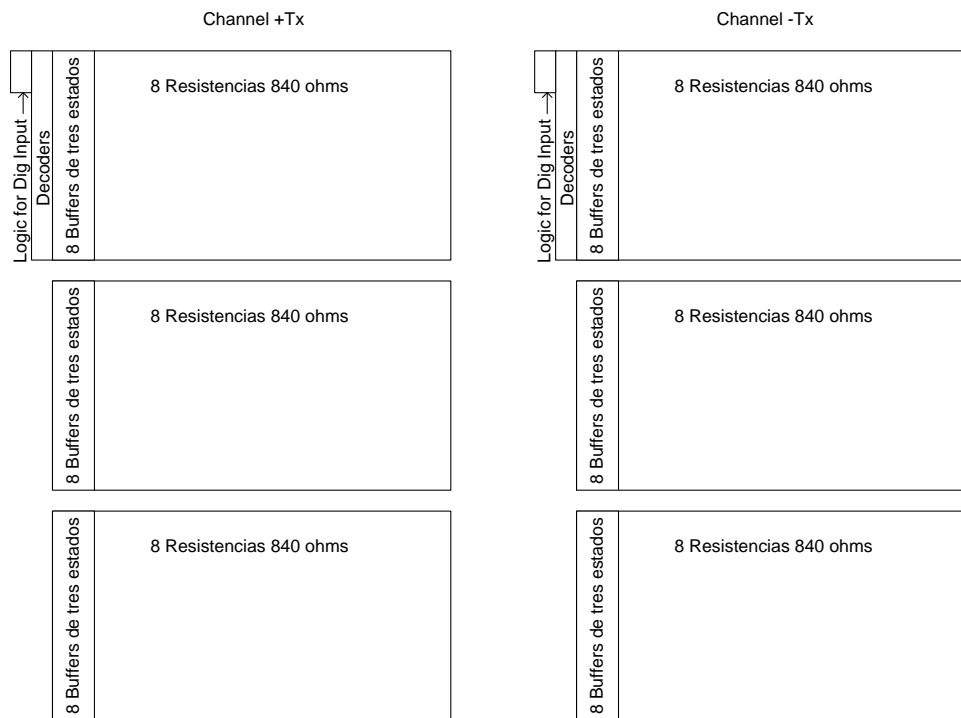 Channel +Tx
Channel -Tx
Logic for Dig Input
Decoders
8 Buffers de tres estados
8 Resistencias 840 ohms
Logic for Dig Input
Decoders
8 Buffers de tres estados
8 Resistencias 840 ohms
8 Buffers de tres estados
8 Resistencias 840 ohms
8 Buffers de tres estados
8 Resistencias 840 ohms
8 Buffers de tres estados
8 Resistencias 840 ohms
8 Buffers de tres estados
8 Resistencias 840 ohms